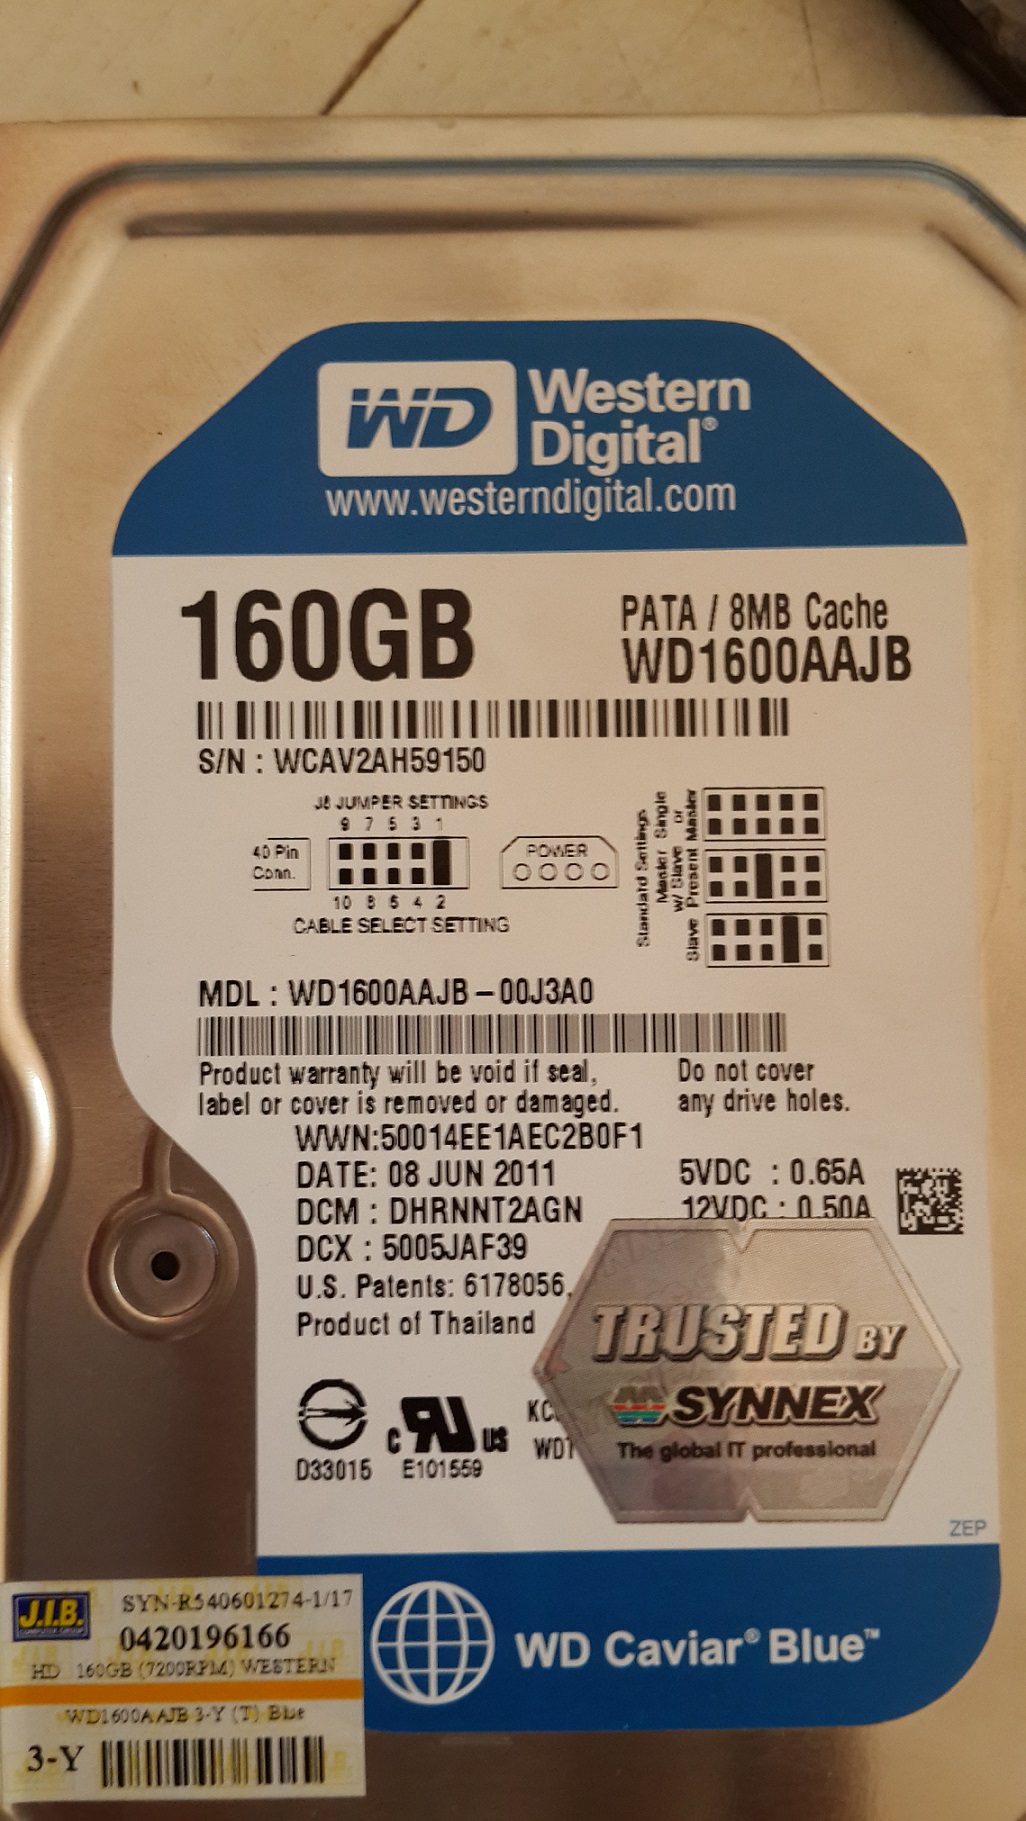 WD Western Digital®
www.westerndigital.com
160GB
PATA / 8MB Cache
WD1600AAJB
S/N : WCAV2AH59150
J8 JUMPER SETTINGS
9 7 5 3 1
40 Pin
Conn.
POWER
10 8 6 4 2
CABLE SELECT SETTING
Standard Settings
Single or Master
Master w/ Slave Present
Slave
MDL : WD1600AAJB – 00J3A0
Product warranty will be void if seal,
label or cover is removed or damaged.
Do not cover
any drive holes.
WWN:50014EE1AEC2B0F1
DATE: 08 JUN 2011
DCM : DHRNNT2AGN
DCX : 5005JAF39
5VDC : 0.65A
12VDC : 0.50A
U.S. Patents: 6178056,
Product of Thailand
D33015
C UL US
E101559
TRUSTED BY
SYNNEX
The global IT professional
ZEP
WD Caiar® Blue™
J.I.B.
COMPUTER GROUP
SYN-R540601274-1/17
0420196166
HD 160GB (7200RPM) WESTERN
WD1600AAJB 3-Y (T) Blue
3-Y